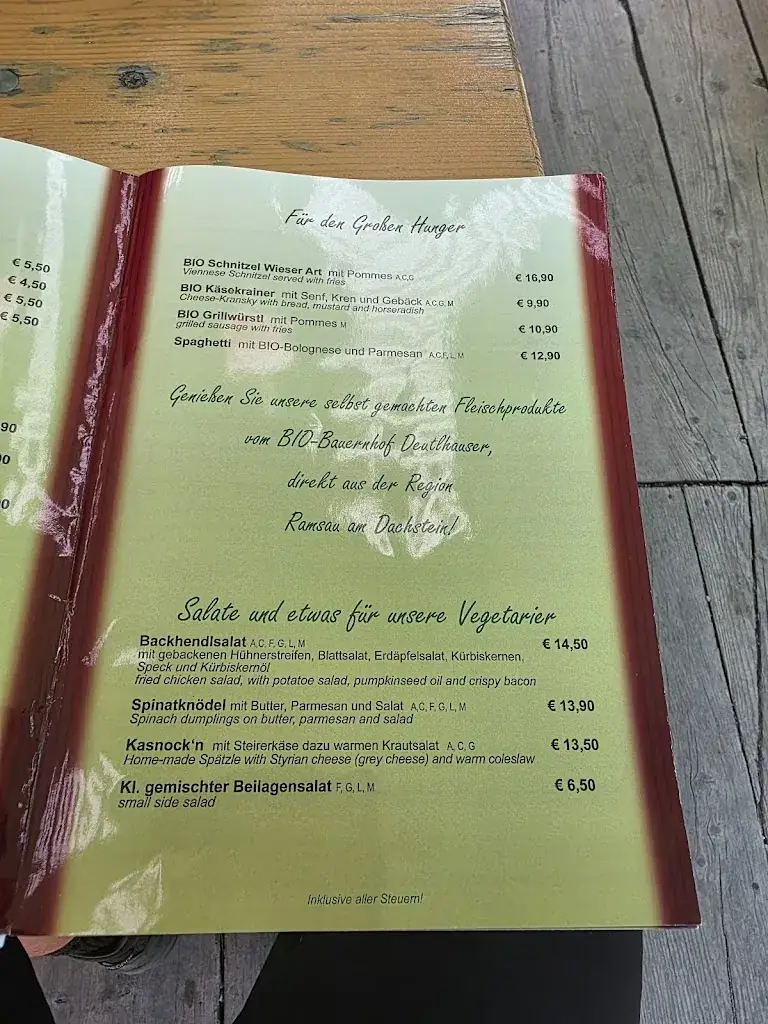 € 5,50
€ 4,50
€ 5,50
€ 5,50
90
90
Für den Großen Hunger
BIO Schnitzel Wieser Art mit Pommes A,C,G € 16,90
Viennese Schnitzel served with fries
BIO Käsekrainer mit Senf, Kren und Gebäck A,C,G, M € 9,90
Cheese-Kransky with bread, mustard and horseradish
BIO Grillwürstl mit Pommes M € 10,90
grilled sausage with fries
Spaghetti mit BIO-Bolognese und Parmesan A,C,F,L,M € 12,90
Genießen Sie unsere selbst gemachten Fleischprodukte
vom BIO-Bauernhof Deutlhauser,
direkt aus der Region
Ramsau am Dachstein!
Salate und etwas für unsere Vegetarier
Backhendlsalat A,C, F, G, L, M € 14,50
mit gebackenen Hühnerstreifen, Blattsalat, Erdäpfelsalat, Kürbiskernen,
Speck und Kürbiskernöl
fried chicken salad, with potatoe salad, pumpkinseed oil and crispy bacon
Spinatknödel mit Butter, Parmesan und Salat A,C, F, G, L, M € 13,90
Spinach dumplings on butter, parmesan and salad
Kasnock'n mit Steirerkäse dazu warmen Krautsalat A, C, G € 13,50
Home-made Spätzle with Styrian cheese (grey cheese) and warm coleslaw
Kl. gemischter Beilagensalat F, G, L, M € 6,50
small side salad
Inklusive aller Steuern!